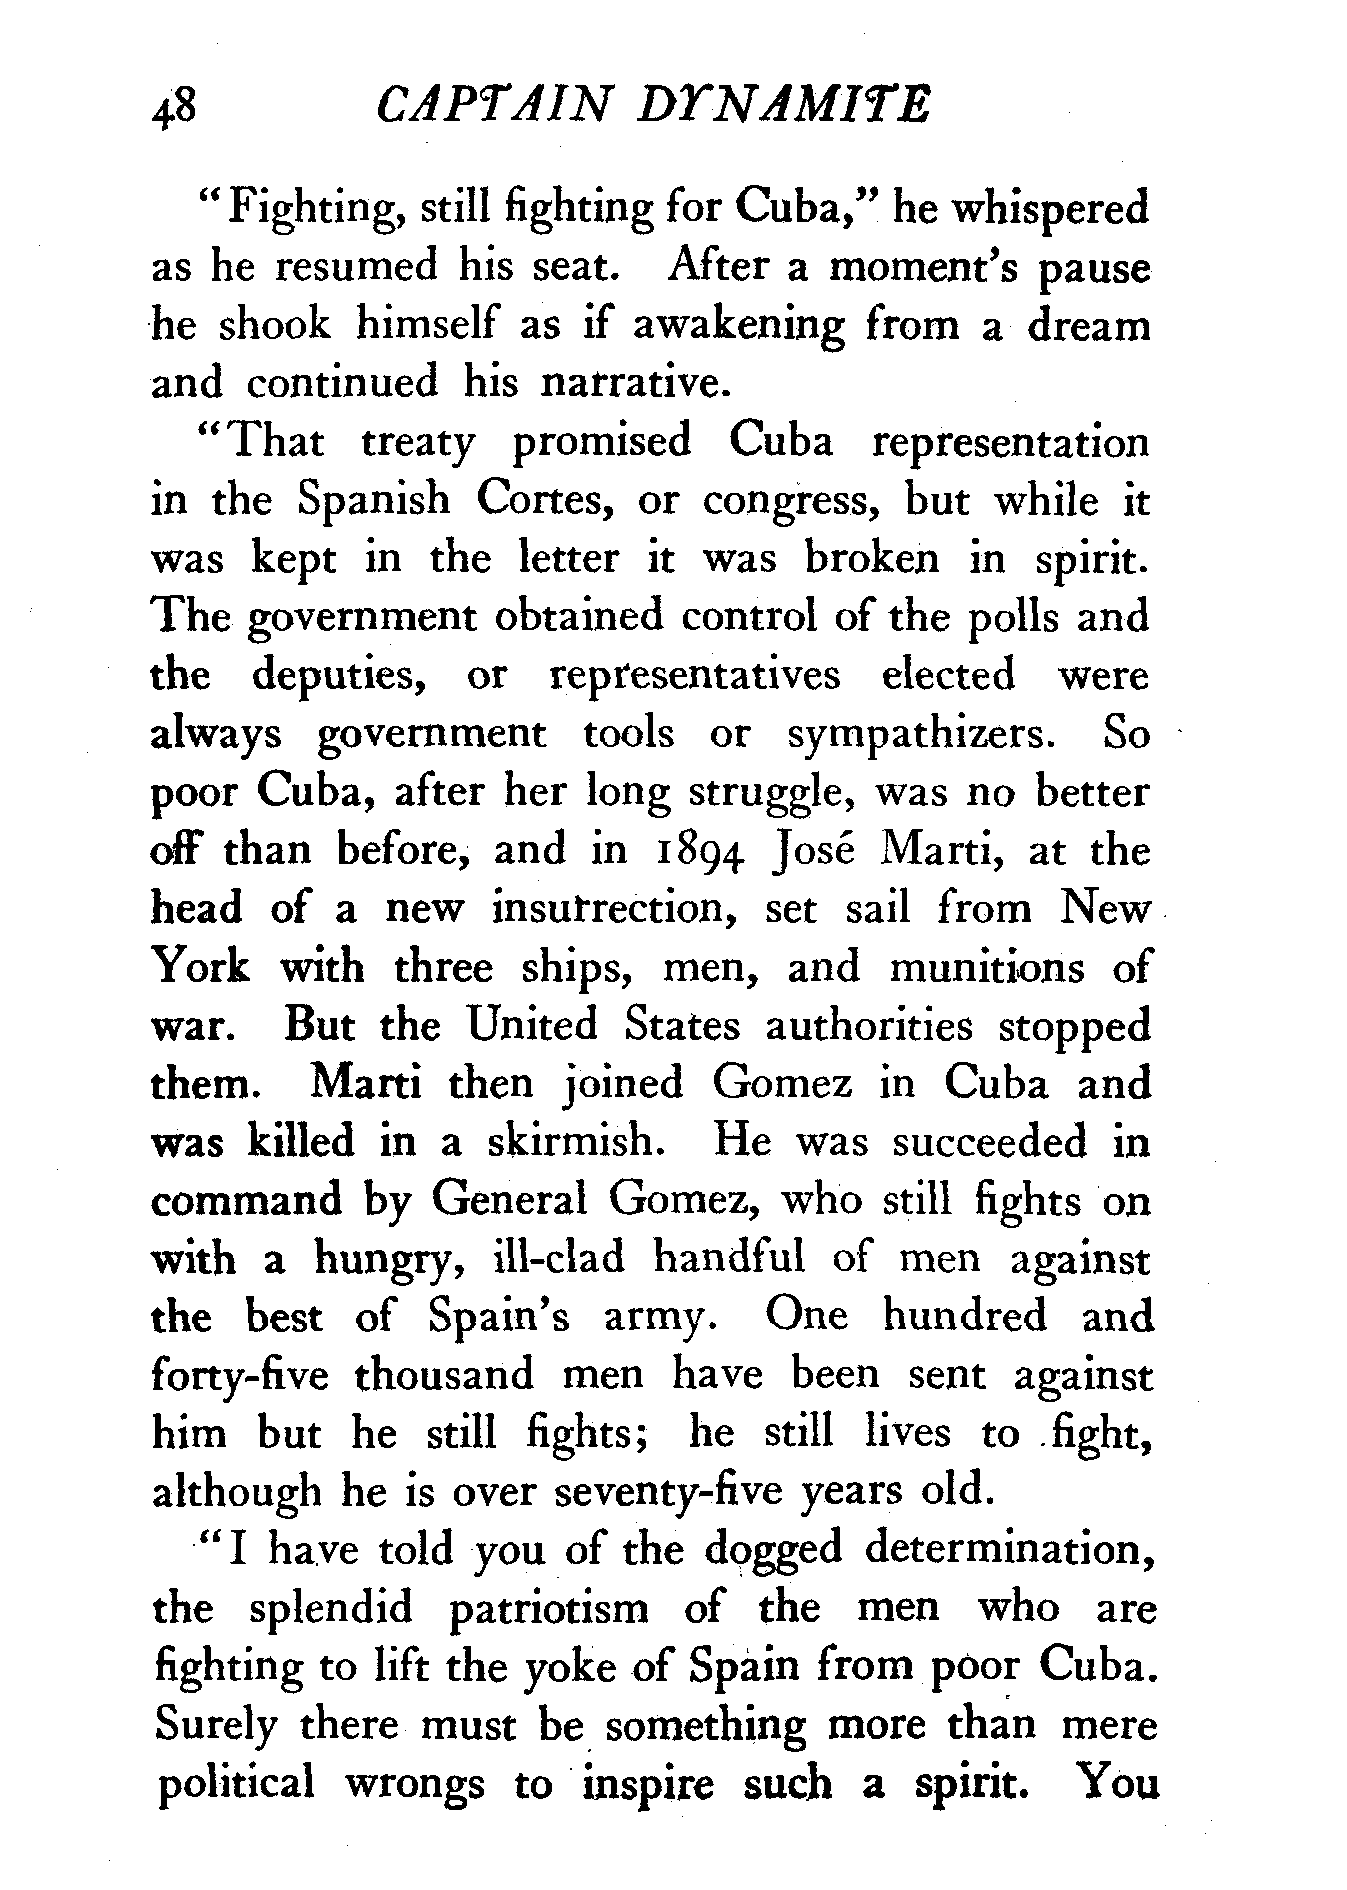 48 CAPTAIN DYNAMITE
"Fighting, still fighting for Cuba," he whispered
as he resumed his seat. After a moment's pause
he shook himself as if awakening from a dream
and continued his narrative.
"That treaty promised Cuba representation
in the Spanish Cortes, or congress, but while it
was kept in the letter it was broken in spirit.
The government obtained control of the polls and
the deputies, or representatives elected were
always government tools or sympathizers. So
poor Cuba, after her long struggle, was no better
off than before, and in 1894 José Marti, at the
head of a new insurrection, set sail from New
York with three ships, men, and munitions of
war. But the United States authorities stopped
them. Marti then joined Gomez in Cuba and
was killed in a skirmish. He was succeeded in
command by General Gomez, who still fights on
with a hungry, ill-clad handful of men against
the best of Spain's army. One hundred and
forty-five thousand men have been sent against
him but he still fights; he still lives to fight,
although he is over seventy-five years old.
"I have told you of the dogged determination,
the splendid patriotism of the men who are
fighting to lift the yoke of Spain from poor Cuba.
Surely there must be something more than mere
political wrongs to inspire such a spirit. You